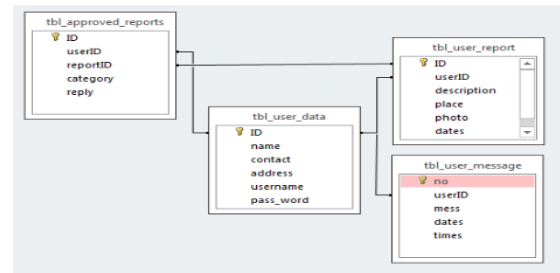 tbl_approved_reports
ID
userID
reportID
category
reply
tbl_user_data
ID
name
contact
address
username
pass_word
tbl_user_report
ID
userID
description
place
photo
dates
tbl_user_message
no
userID
mess
dates
times